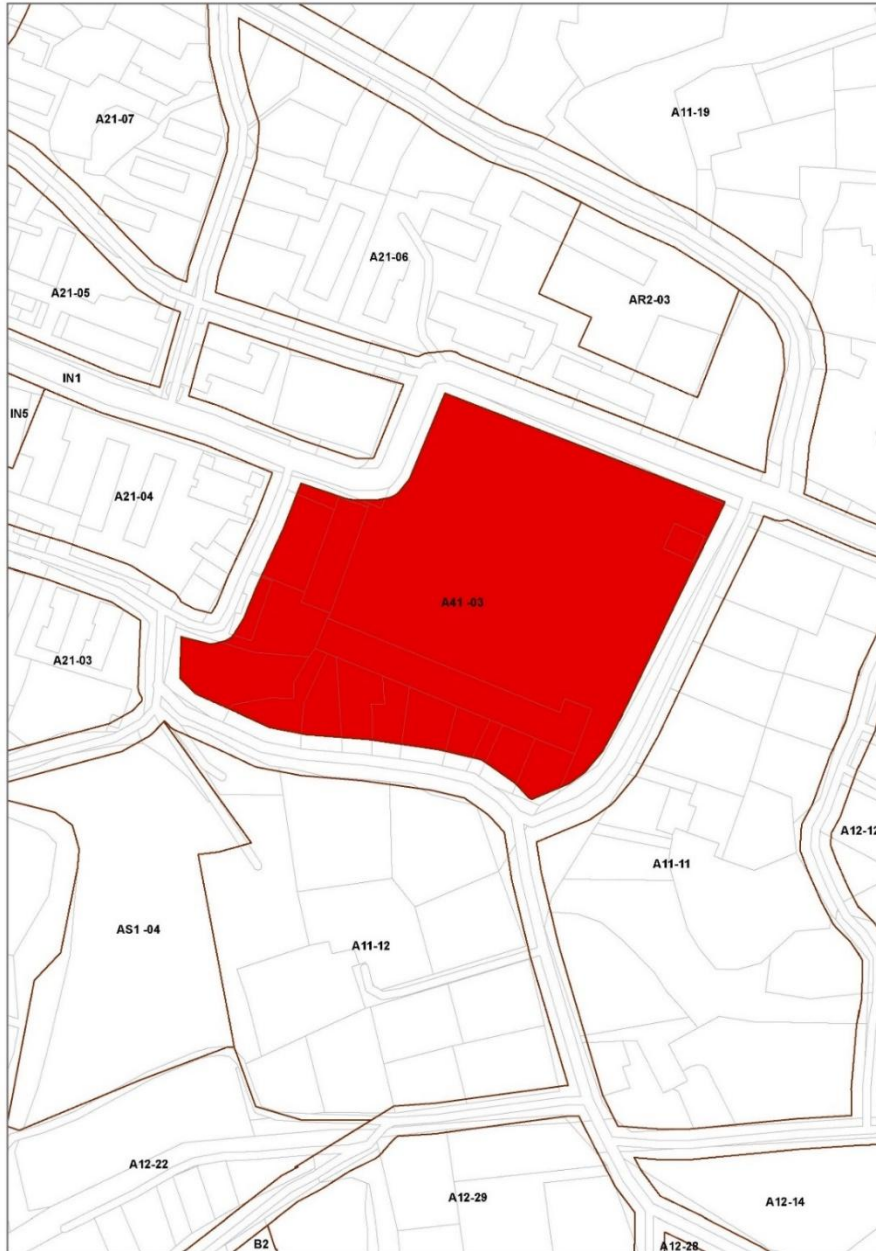 A11-19
A21-07
A21-06
A21-05
AR2-03
IN1
IN5
A21-04
A41 -03
A21-03
A12-12
A11-11
AS1 -04
A11-12
A12-22
A12-29
A12-14
B2
A12-28